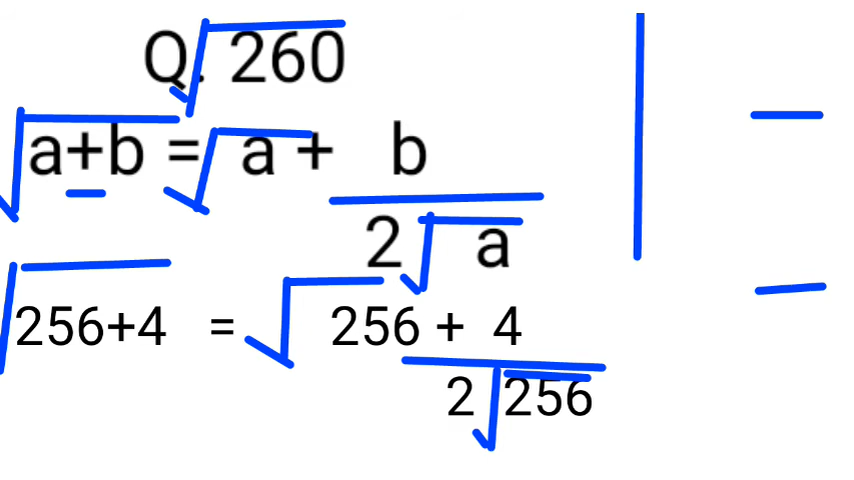 Q. √260
√a+b = √a + b
2√a
√256+4 = √256 + 4
2√256